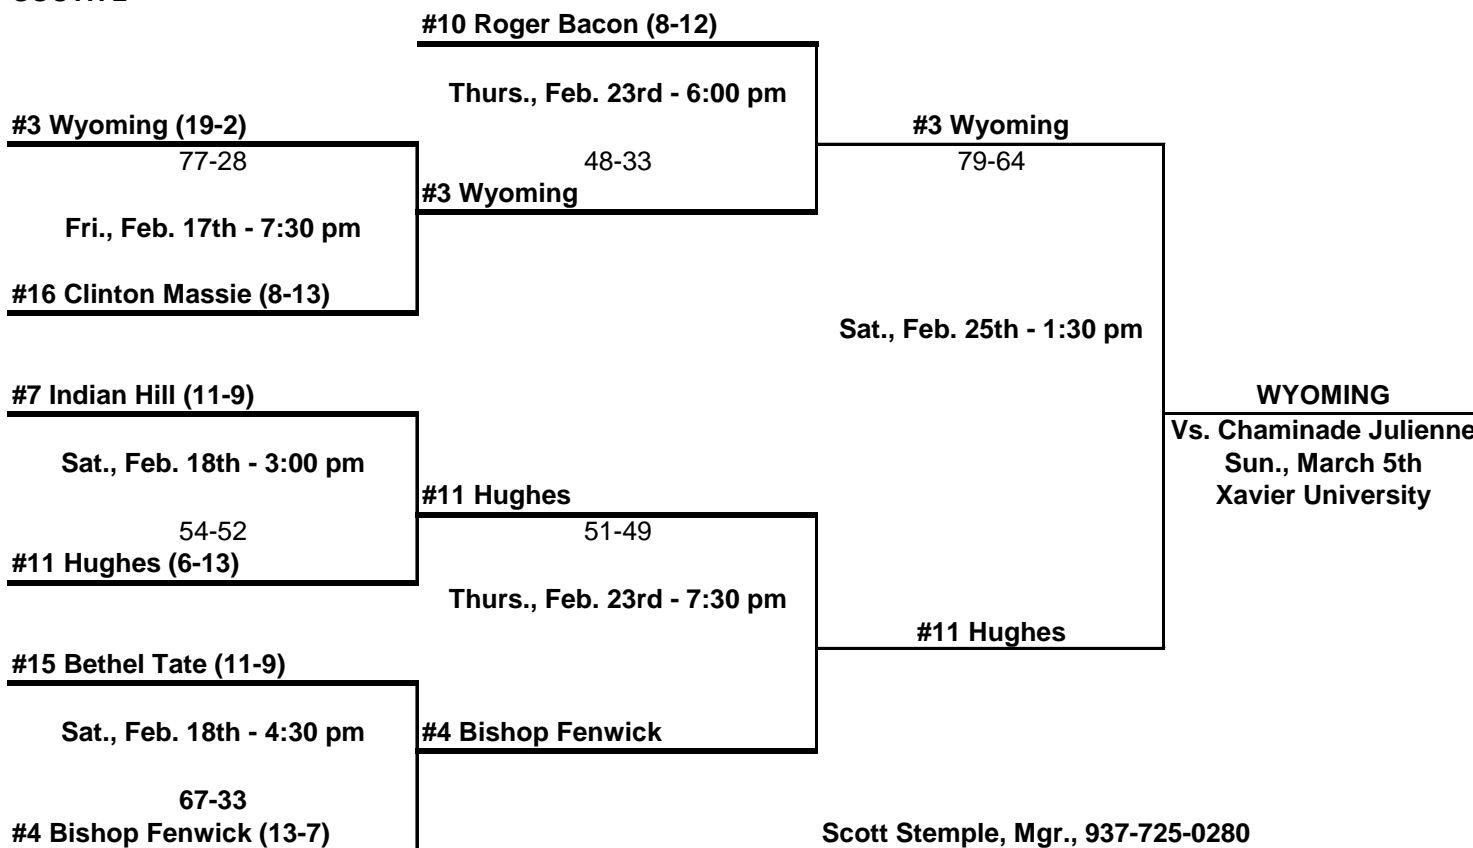 #10 Roger Bacon (8-12)
Thurs., Feb. 23rd - 6:00 pm
#3 Wyoming (19-2)
#3 Wyoming
77-28
48-33
79-64
#3 Wyoming
Fri., Feb. 17th - 7:30 pm
#16 Clinton Massie (8-13)
Sat., Feb. 25th - 1:30 pm
#7 Indian Hill (11-9)
WYOMING
Vs. Chaminade Julienne
Sat., Feb. 18th - 3:00 pm
Sun., March 5th
#11 Hughes
Xavier University
54-52
51-49
#11 Hughes (6-13)
Thurs., Feb. 23rd - 7:30 pm
#11 Hughes
#15 Bethel Tate (11-9)
Sat., Feb. 18th - 4:30 pm
#4 Bishop Fenwick
67-33
#4 Bishop Fenwick (13-7)
Scott Stemple, Mgr., 937-725-0280